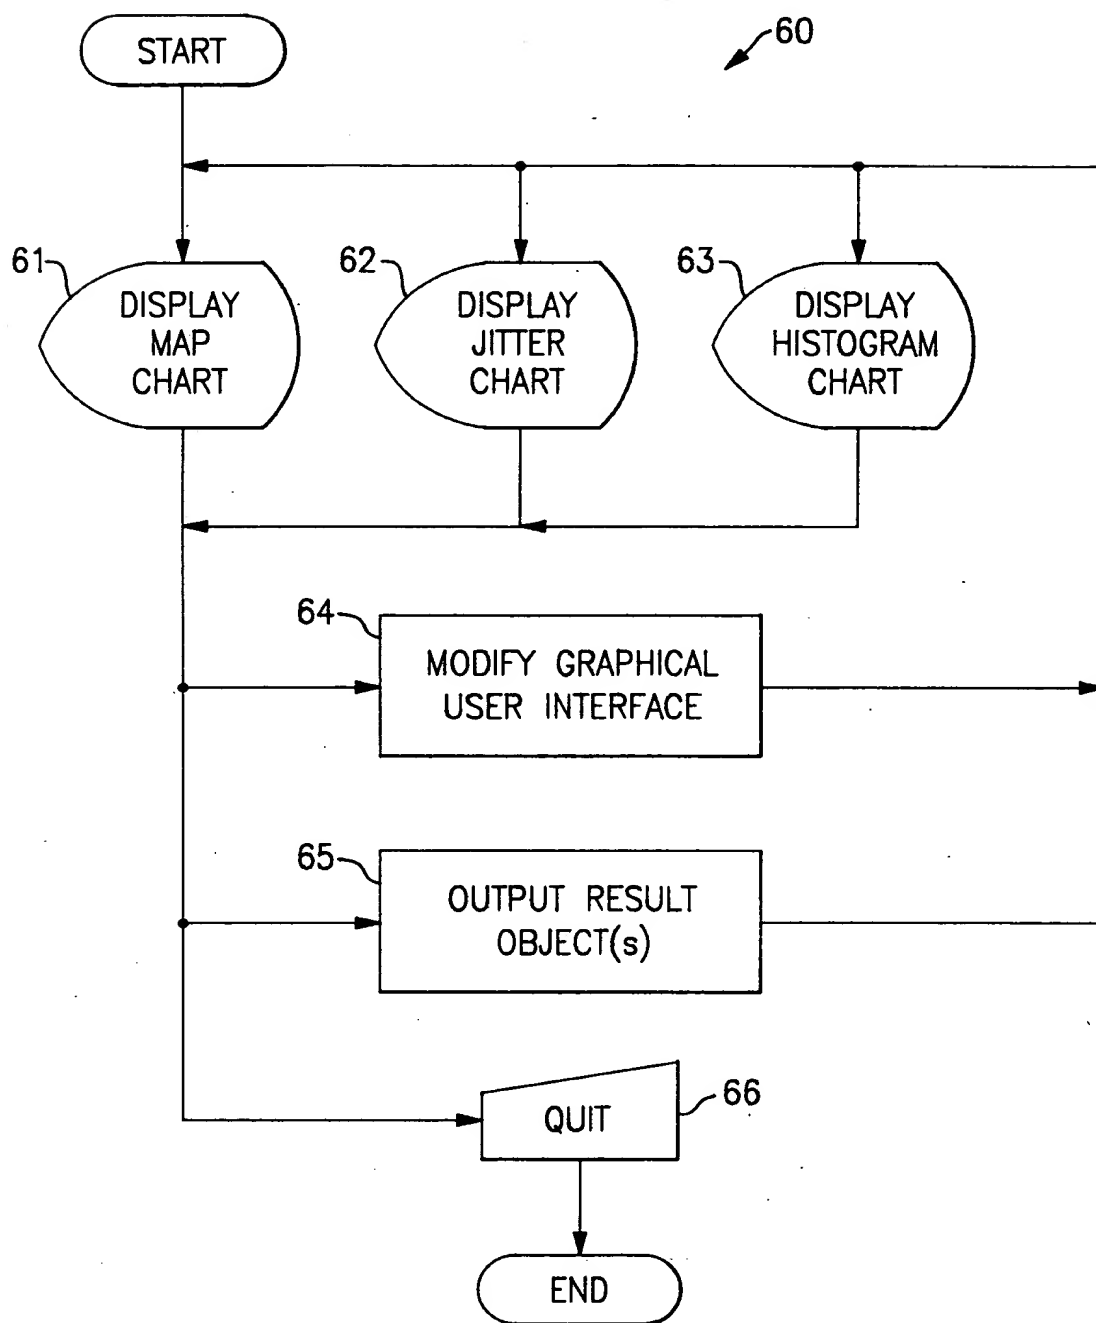 START
60
61
DISPLAY
MAP
CHART
62
DISPLAY
JITTER
CHART
63
DISPLAY
HISTOGRAM
CHART
64
MODIFY GRAPHICAL
USER INTERFACE
65
OUTPUT RESULT
OBJECT(s)
QUIT
66
END